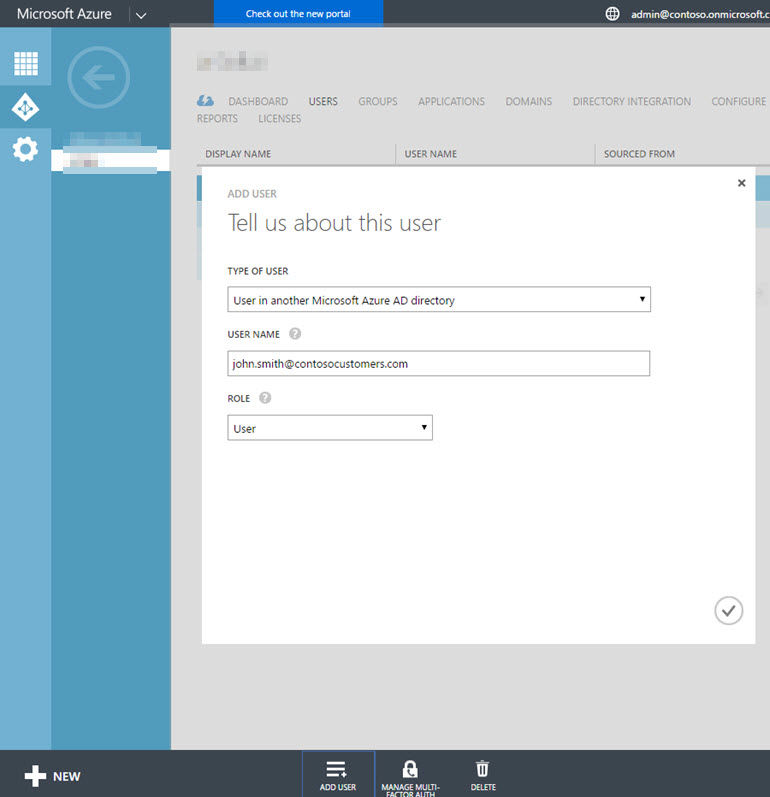 Microsoft Azure
Check out the new portal
admin@contoso.onmicrosoft.c
DASHBOARD USERS GROUPS APPLICATIONS DOMAINS DIRECTORY INTEGRATION CONFIGURE
REPORTS LICENSES
DISPLAY NAME USER NAME SOURCED FROM
ADD USER
Tell us about this user
TYPE OF USER
User in another Microsoft Azure AD directory
USER NAME ?
john.smith@contosocustomers.com
ROLE ?
User
NEW
ADD USER
MANAGE MULTI-
FACTOR AUTH
DELETE